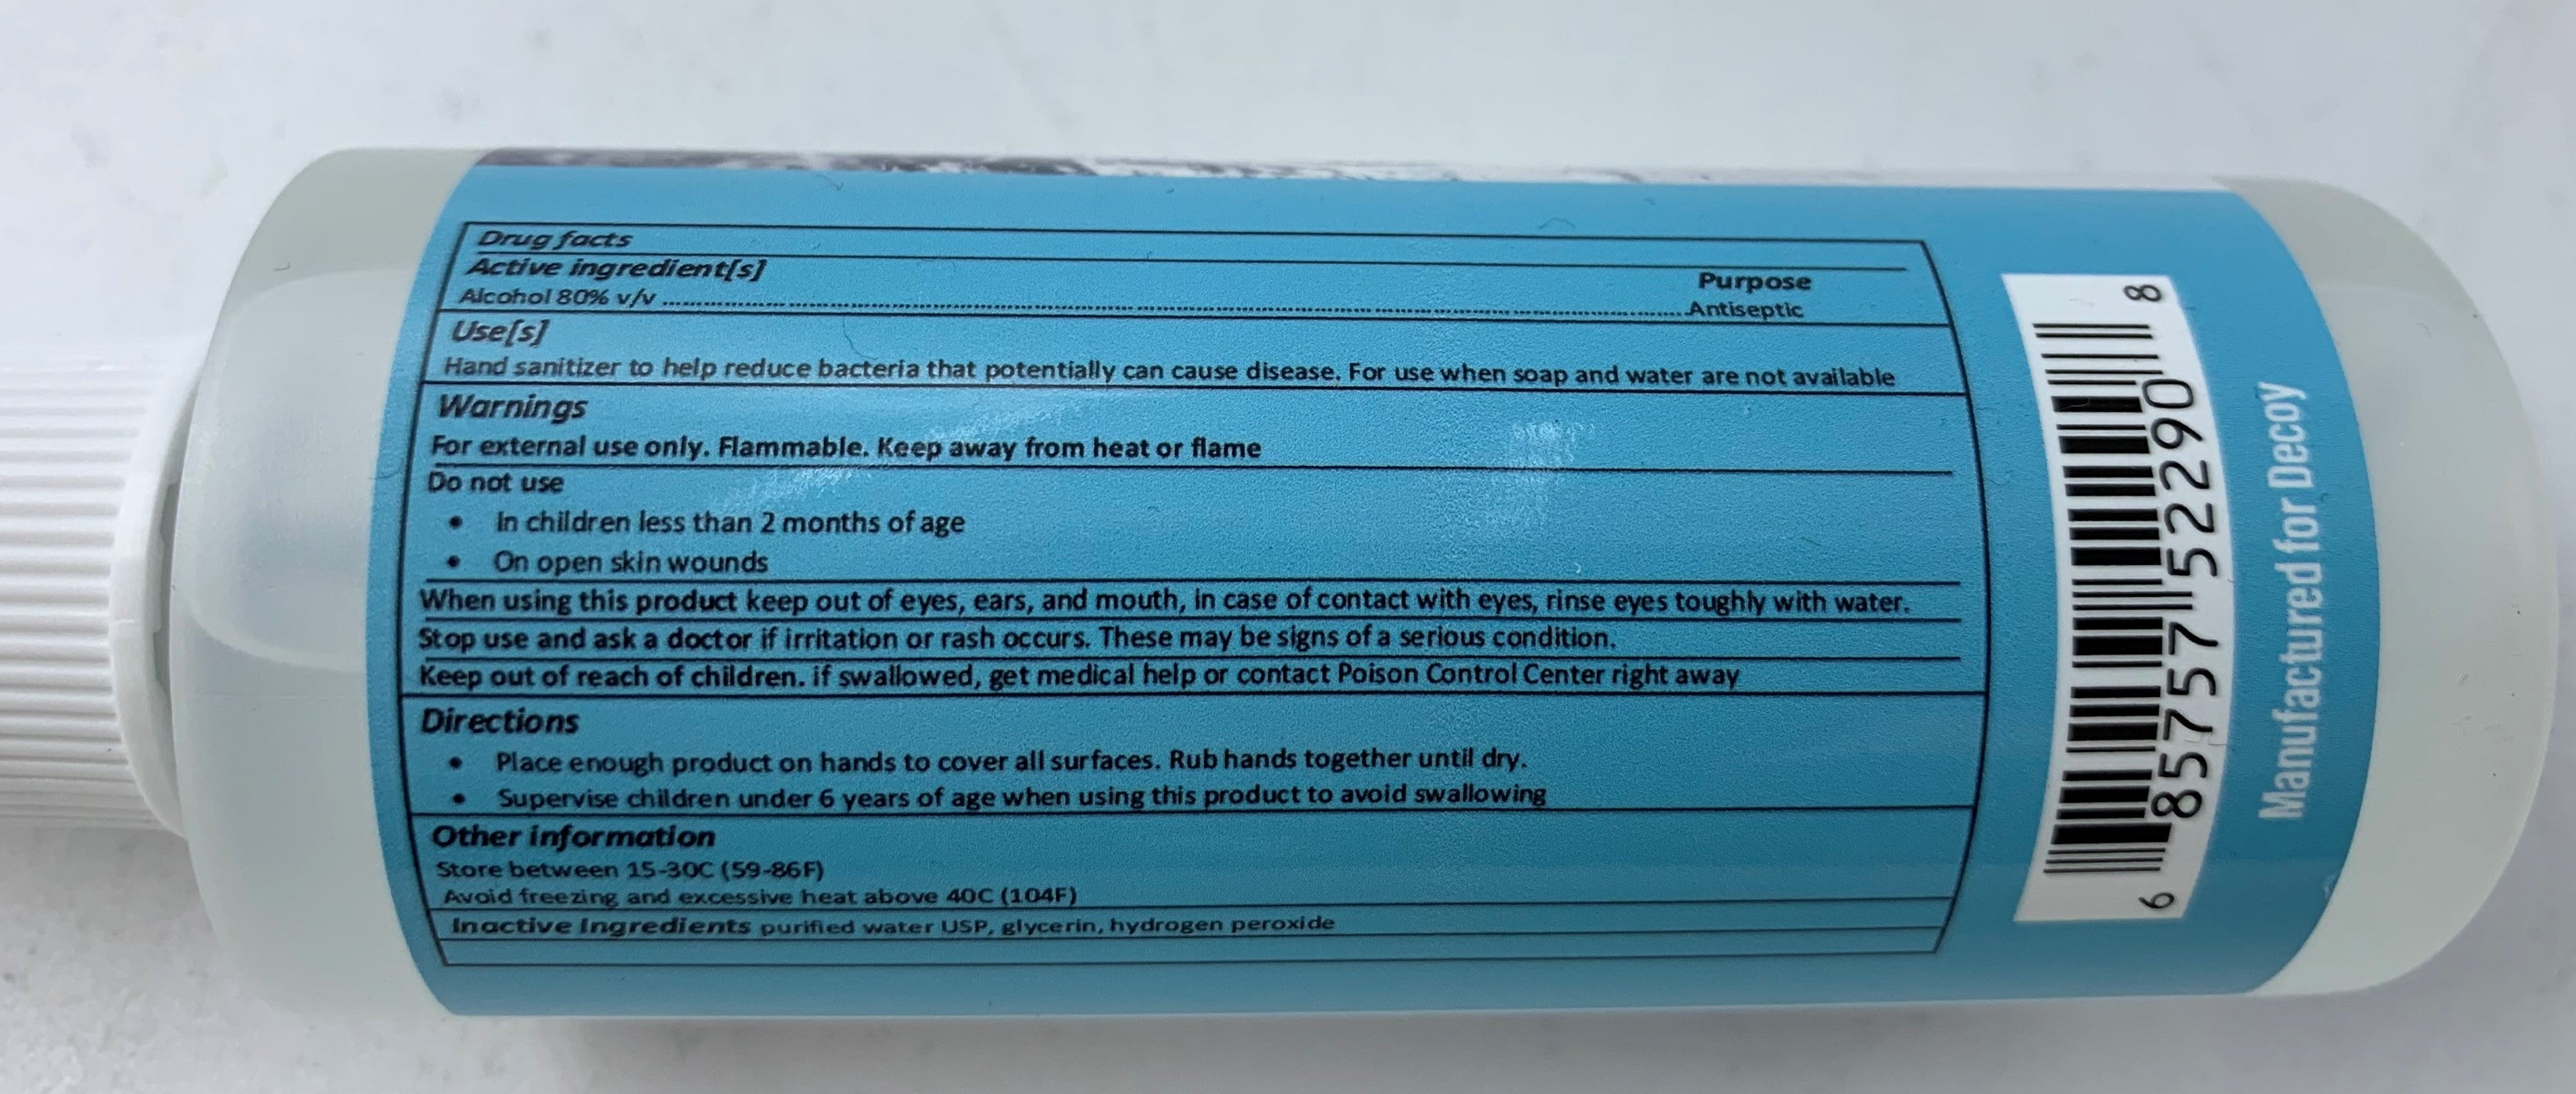 Drug facts
Active ingredient[s] Purpose
Alcohol 80% v/v ........ Antiseptic
Use[s]
Hand sanitizer to help reduce bacteria that potentially can cause disease. For use when soap and water are not available
Warnings
For external use only. Flammable. Keep away from heat or flame
Do not use
• In children less than 2 months of age
• On open skin wounds
When using this product keep out of eyes, ears, and mouth, in case of contact with eyes, rinse eyes toughly with water.
Stop use and ask a doctor if irritation or rash occurs. These may be signs of a serious condition.
Keep out of reach of children. if swallowed, get medical help or contact Poison Control Center right away
Directions
• Place enough product on hands to cover all surfaces. Rub hands together until dry.
• Supervise children under 6 years of age when using this product to avoid swallowing
Other information
Store between 15-30C (59-86F)
Avoid freezing and excessive heat above 40C (104F)
Inactive Ingredients purified water USP, glycerin, hydrogen peroxide
6 85757 52290 8
Manufactured for Decoy